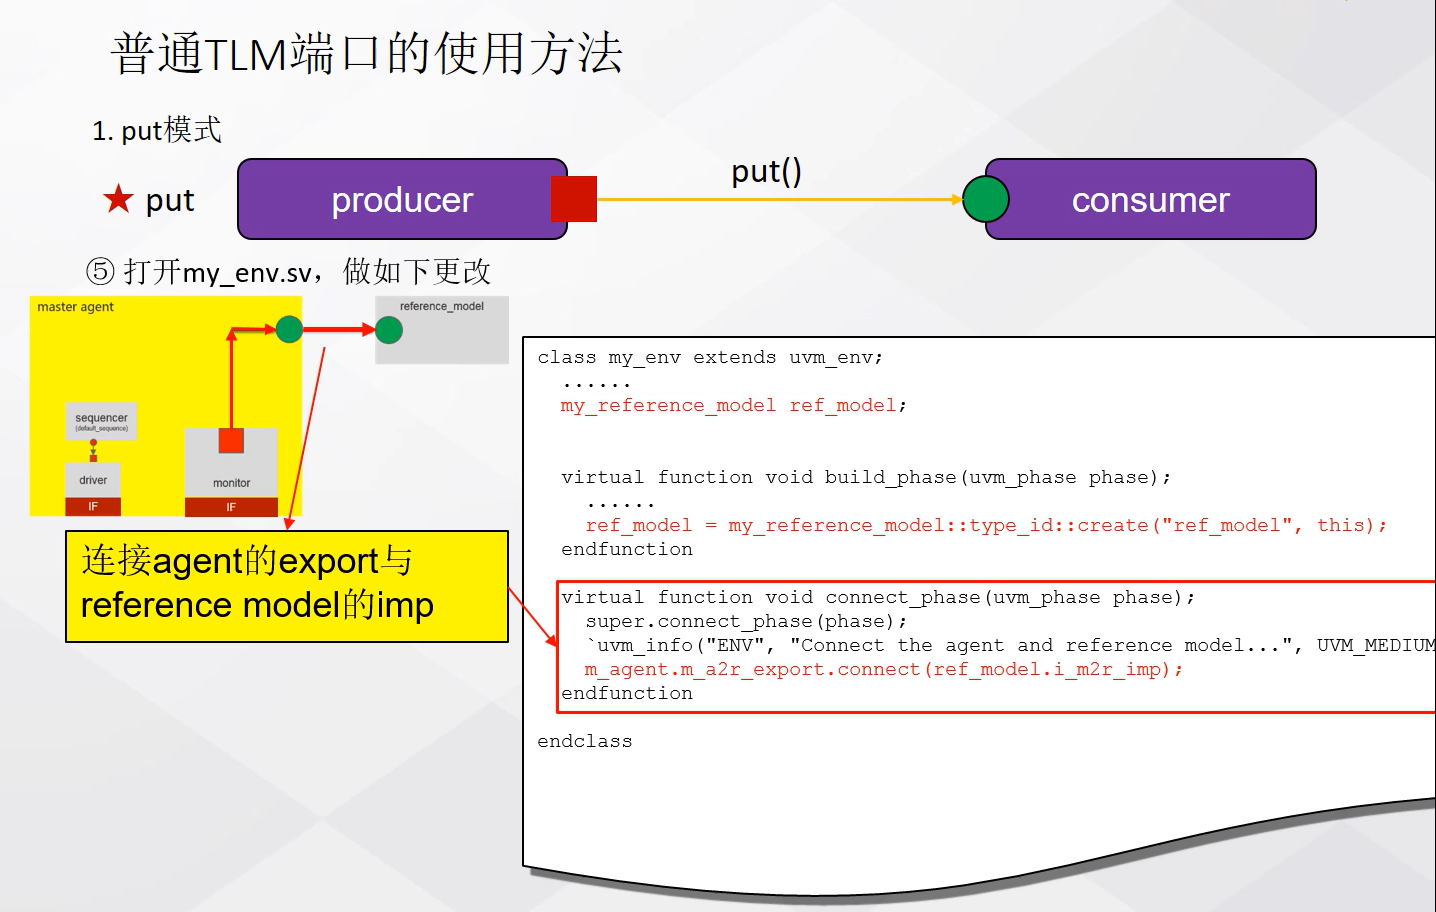 普通TLM端口的使用方法
1. put模式
★ put
producer
put()
consumer
⑤ 打开my_env.sv，做如下更改
master agent
reference_model
sequencer
(default_sequence)
driver
IF
monitor
IF
连接agent的export与
reference model的imp
class my_env extends uvm_env;
......
my_reference_model ref_model;
virtual function void build_phase(uvm_phase phase);
......
ref_model = my_reference_model::type_id::create("ref_model", this);
endfunction
virtual function void connect_phase(uvm_phase phase);
super.connect_phase(phase);
`uvm_info("ENV", "Connect the agent and reference model...", UVM_MEDIUM
m_agent.m_a2r_export.connect(ref_model.i_m2r_imp);
endfunction
endclass